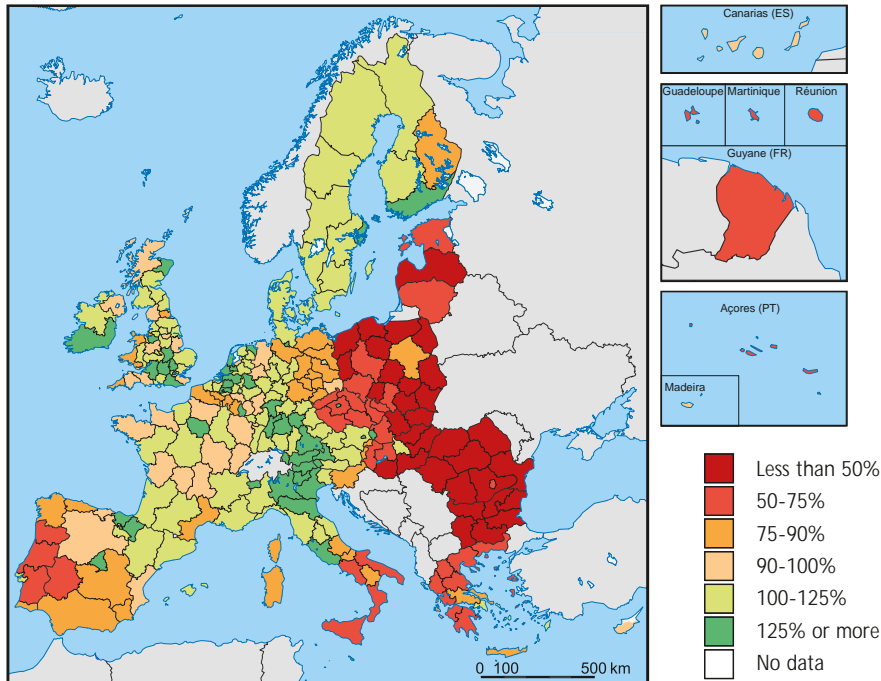 Canarias (ES)
Guadeloupe
Martinique
Réunion
Guyane (FR)
Açores (PT)
Madeira
Less than 50%
50-75%
75-90%
90-100%
100-125%
125% or more
No data
0 100 500 km